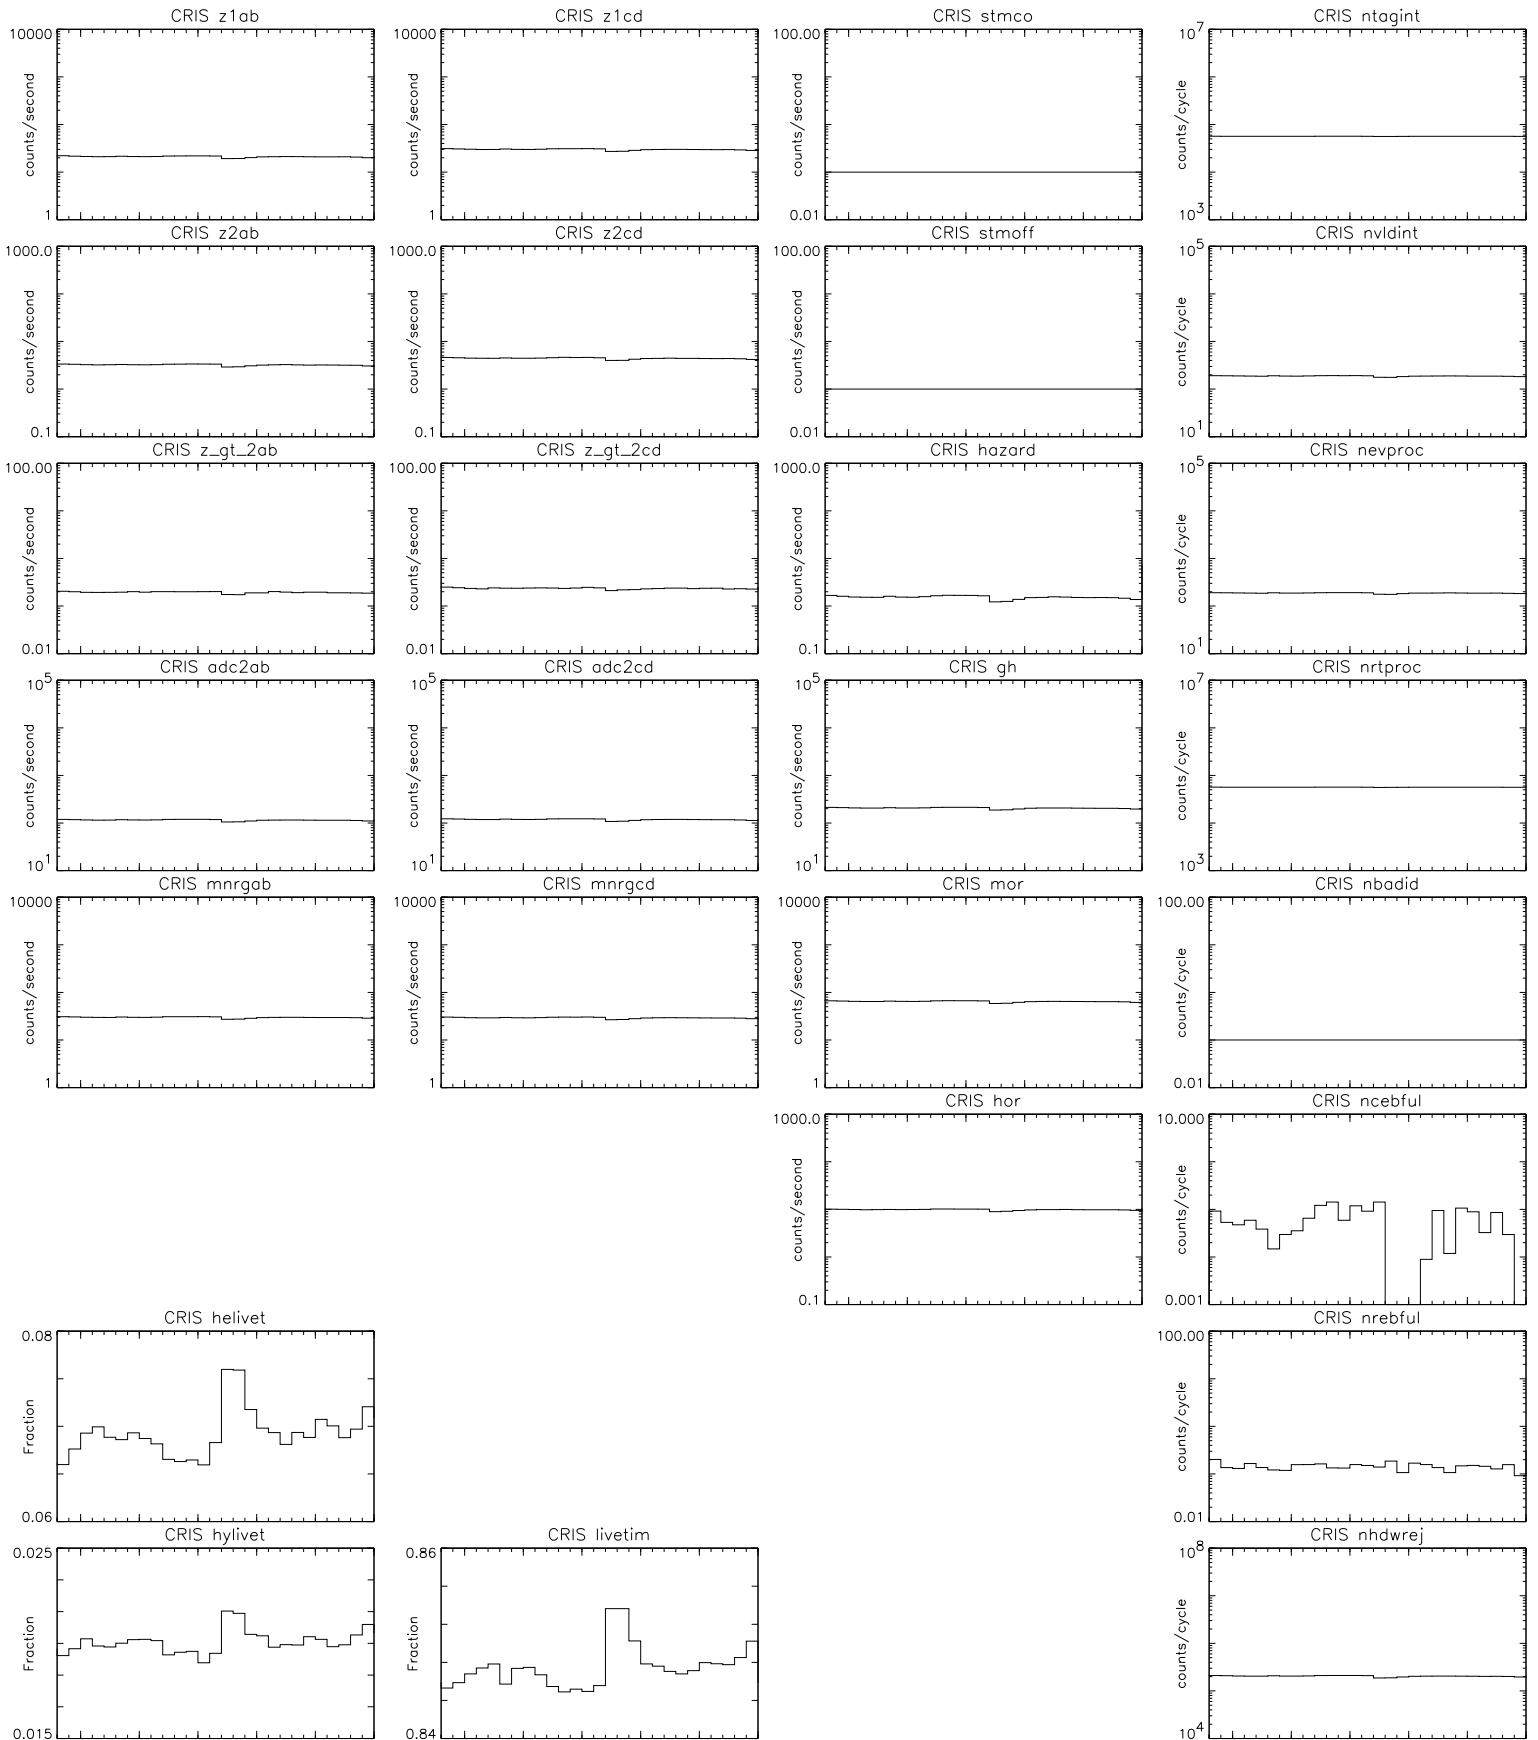 CRIS z1ab
CRIS z1cd
CRIS stmco
CRIS ntagint
10000
counts/second
1
10000
counts/second
1
100.00
counts/second
0.01
10^7
counts/cycle
10^3
CRIS z2ab
CRIS z2cd
CRIS stmoff
CRIS nvldint
1000.0
counts/second
0.1
1000.0
counts/second
0.1
100.00
counts/second
0.01
10^5
counts/cycle
10^1
CRIS z_gt_2ab
CRIS z_gt_2cd
CRIS hazard
CRIS nevproc
100.00
counts/second
0.01
100.00
counts/second
0.01
1000.0
counts/second
0.1
10^5
counts/cycle
10^1
CRIS adc2ab
CRIS adc2cd
CRIS gh
CRIS nrtproc
10^5
counts/second
10^1
10^5
counts/second
10^1
10^5
counts/second
10^1
10^7
counts/cycle
10^3
CRIS mnrgab
CRIS mnrgcd
CRIS mor
CRIS nbadid
10000
counts/second
1
10000
counts/second
1
10000
counts/second
1
100.00
counts/cycle
0.01
CRIS hor
CRIS ncebful
1000.0
counts/second
0.1
10.000
counts/cycle
0.001
CRIS helivet
CRIS nrebful
0.08
Fraction
0.06
100.00
counts/cycle
0.01
CRIS hylivet
CRIS livetim
CRIS nhdwrej
0.025
Fraction
0.015
0.86
Fraction
0.84
10^8
counts/cycle
10^4